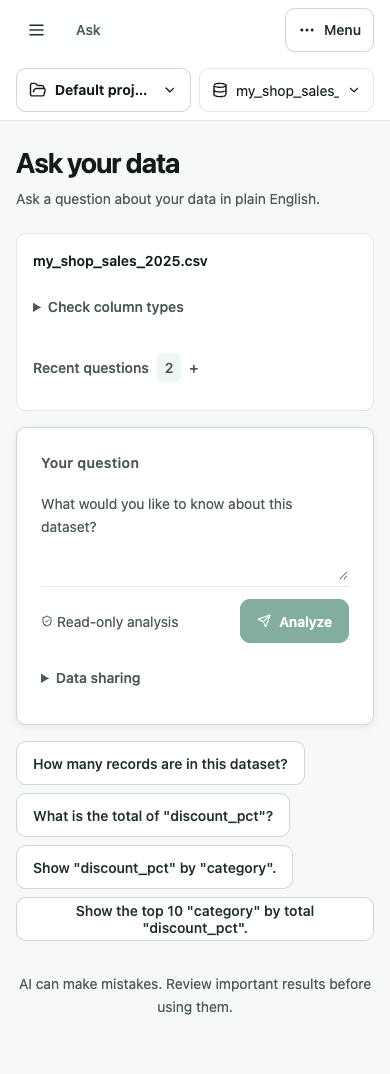 Ask
Menu
Default proj...
my_shop_sales_
Ask your data
Ask a question about your data in plain English.
my_shop_sales_2025.csv
Check column types
Recent questions 2 +
Your question
What would you like to know about this
dataset?
Read-only analysis
Analyze
Data sharing
How many records are in this dataset?
What is the total of "discount_pct"?
Show "discount_pct" by "category".
Show the top 10 "category" by total
"discount_pct".
AI can make mistakes. Review important results before
using them.